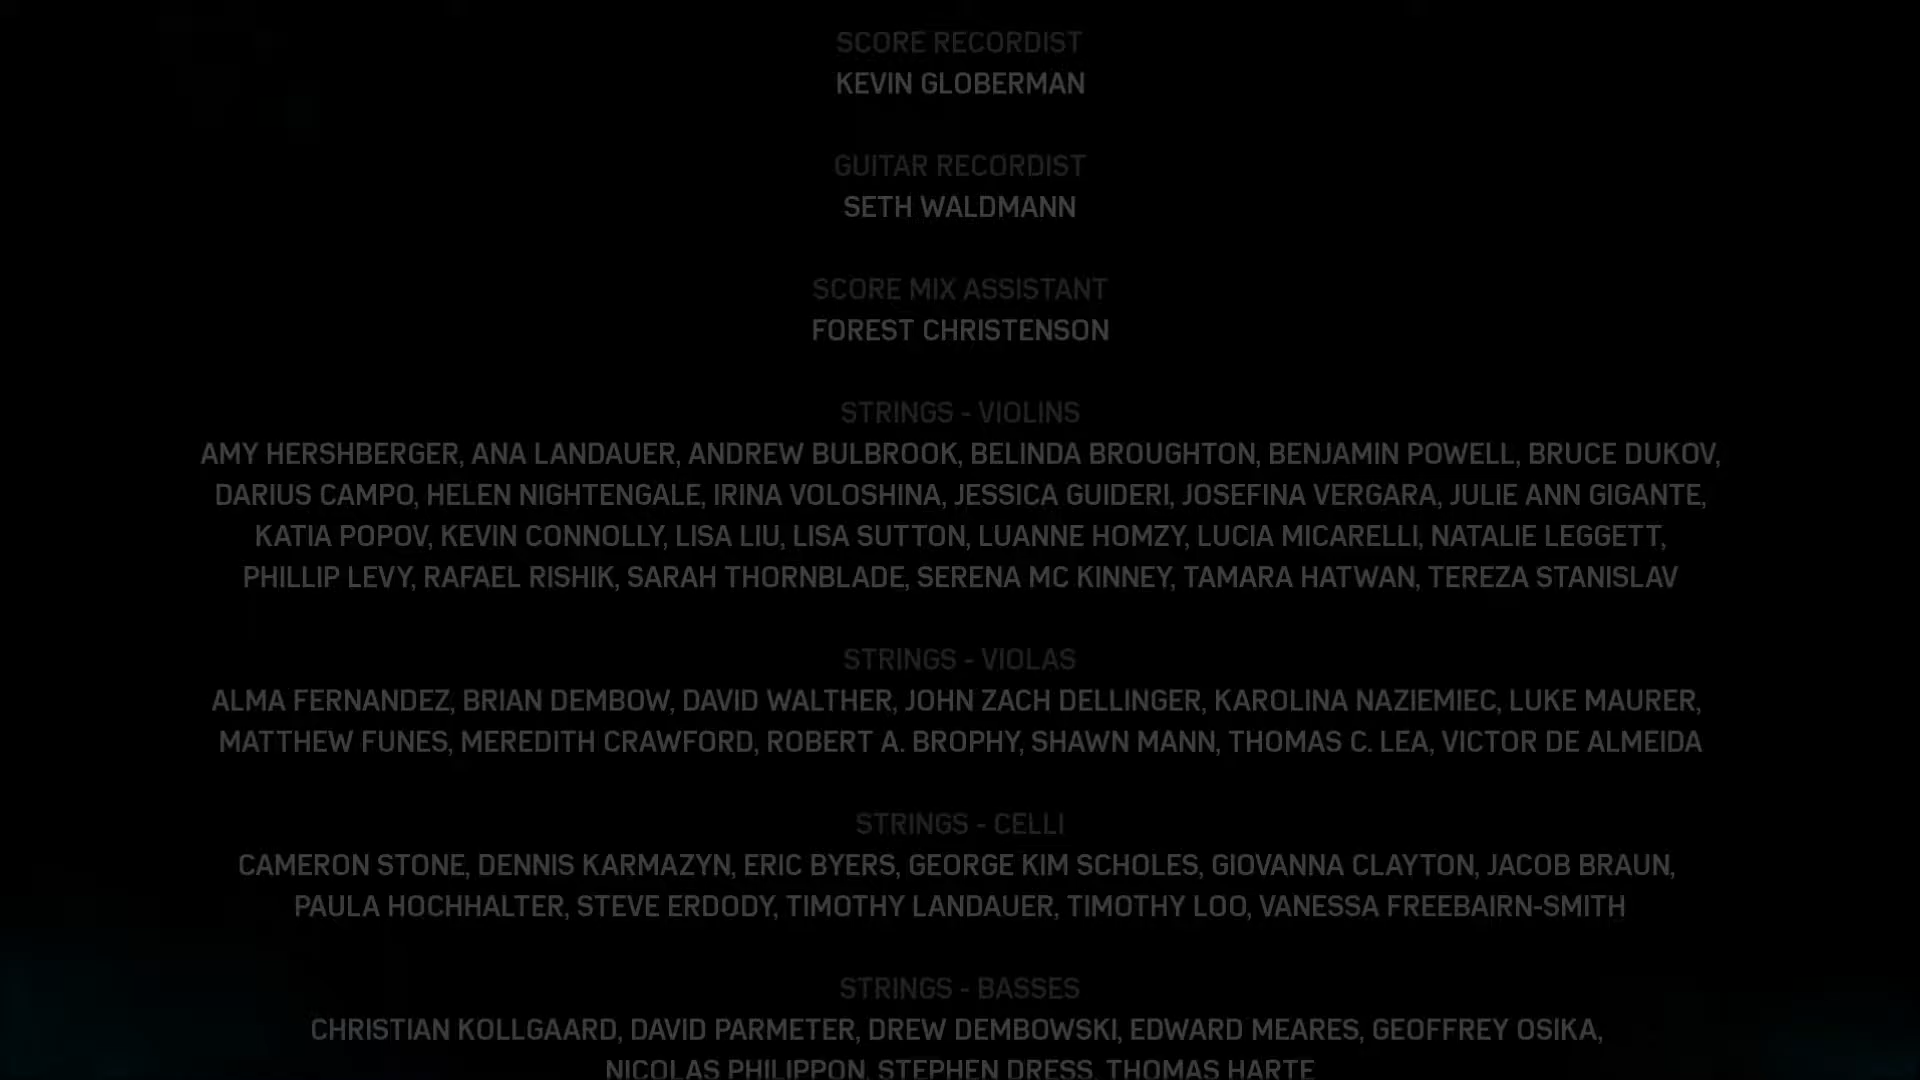 SCORE RECORDIST
KEVIN GLOBERMAN
GUITAR RECORDIST
SETH WALDMANN
SCORE MIX ASSISTANT
FOREST CHRISTENSON
STRINGS - VIOLINS
AMY HERSHBERGER, ANA LANDAUER, ANDREW BULBROOK, BELINDA BROUGHTON, BENJAMIN POWELL, BRUCE DUKOV,
DARIUS CAMPO, HELEN NIGHTENGALE, IRINA VOLOSHINA, JESSICA GUIDERI, JOSEFINA VERGARA, JULIE ANN GIGANTE,
KATIA POPOV, KEVIN CONNOLLY, LISA LIU, LISA SUTTON, LUANNE HOMZY, LUCIA MICARELLI, NATALIE LEGGETT,
PHILLIP LEVY, RAFAEL RISHIK, SARAH THORNBLADE, SERENA MC KINNEY, TAMARA HATWAN, TEREZA STANISLAV
STRINGS - VIOLAS
ALMA FERNANDEZ, BRIAN DEMBOW, DAVID WALTHER, JOHN ZACH DELLINGER, KAROLINA NAZIEMIEC, LUKE MAURER,
MATTHEW FUNES, MEREDITH CRAWFORD, ROBERT A. BROPHY, SHAWN MANN, THOMAS C. LEA, VICTOR DE ALMEIDA
STRINGS - CELLI
CAMERON STONE, DENNIS KARMAZYN, ERIC BYERS, GEORGE KIM SCHOLES, GIOVANNA CLAYTON, JACOB BRAUN,
PAULA HOCHHALTER, STEVE ERDODY, TIMOTHY LANDAUER, TIMOTHY LOO, VANESSA FREEBAIRN-SMITH
STRINGS - BASSES
CHRISTIAN KOLLGAARD, DAVID PARMETER, DREW DEMBOWSKI, EDWARD MEARES, GEOFFREY OSIKA,
NICOLAS PHILIPPON, STEPHEN DRESS, THOMAS HARTE